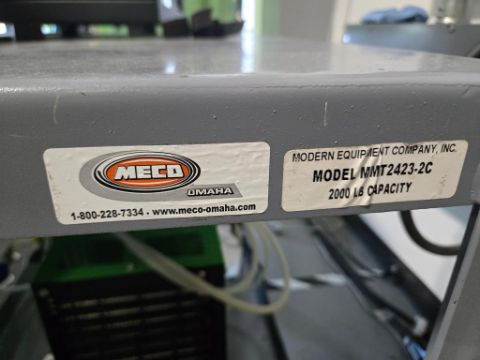 MECO
OMAHA
1-800-228-7334 . www.meco-omaha.com
MODERN EQUIPMENT COMPANY, INC.
MODEL MMT2423-2C
2000 LB CAPACITY